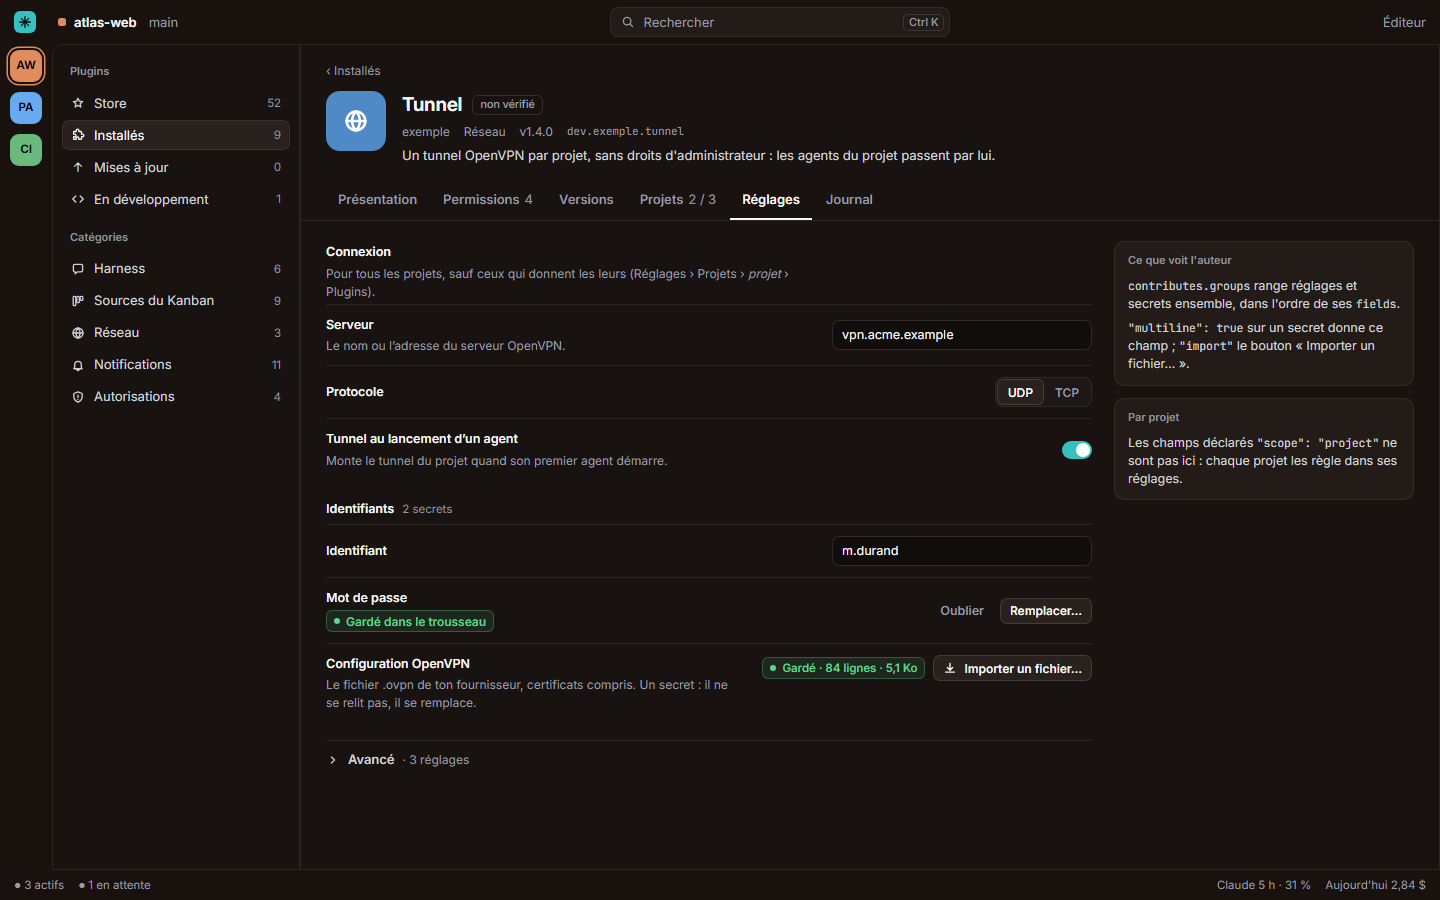 atlas-web main
Rechercher
Ctrl K
Éditeur
AW
PA
CI
Plugins
Store 52
Installés 9
Mises à jour 0
En développement 1
Catégories
Harness 6
Sources du Kanban 9
Réseau 3
Notifications 11
Autorisations 4
‹ Installés
Tunnel non vérifié
exemple Réseau v1.4.0 dev.exemple.tunnel
Un tunnel OpenVPN par projet, sans droits d'administrateur : les agents du projet passent par lui.
Présentation Permissions 4 Versions Projets 2 / 3 Réglages Journal
Connexion
Pour tous les projets, sauf ceux qui donnent les leurs (Réglages › Projets › projet ›
Plugins).
Serveur
Le nom ou l'adresse du serveur OpenVPN.
vpn.acme.example
Protocole
UDP TCP
Tunnel au lancement d'un agent
Monte le tunnel du projet quand son premier agent démarre.
Identifiants 2 secrets
Identifiant
m.durand
Mot de passe
Gardé dans le trousseau
Oublier
Remplacer...
Configuration OpenVPN
Le fichier .ovpn de ton fournisseur, certificats compris. Un secret : il ne
se relit pas, il se remplace.
Gardé · 84 lignes · 5,1 Ko
Importer un fichier...
Avancé · 3 réglages
Ce que voit l'auteur
contributes.groups range réglages et
secrets ensemble, dans l'ordre de ses fields.
"multiline": true sur un secret donne ce
champ ; "import" le bouton « Importer un
fichier... ».
Par projet
Les champs déclarés "scope": "project" ne
sont pas ici : chaque projet les règle dans ses
réglages.
3 actifs
1 en attente
Claude 5 h · 31 %
Aujourd'hui 2,84 $